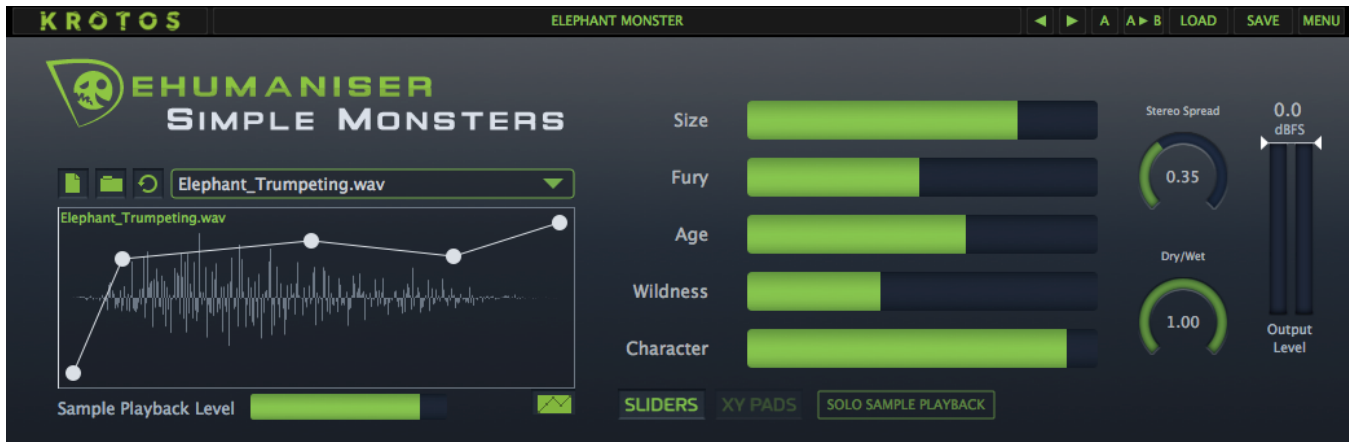 KROTOS
ELEPHANT MONSTER
A
A▶B
LOAD
SAVE
MENU
DEHUMANISER
SIMPLE MONSTERS
Elephant_Trumpeting.wav
Elephant_Trumpeting.wav
Sample Playback Level
Size
Fury
Age
Wildness
Character
SLIDERS
XY PADS
SOLO SAMPLE PLAYBACK
Stereo Spread
0.35
Dry/Wet
1.00
0.0
dBFS
Output
Level